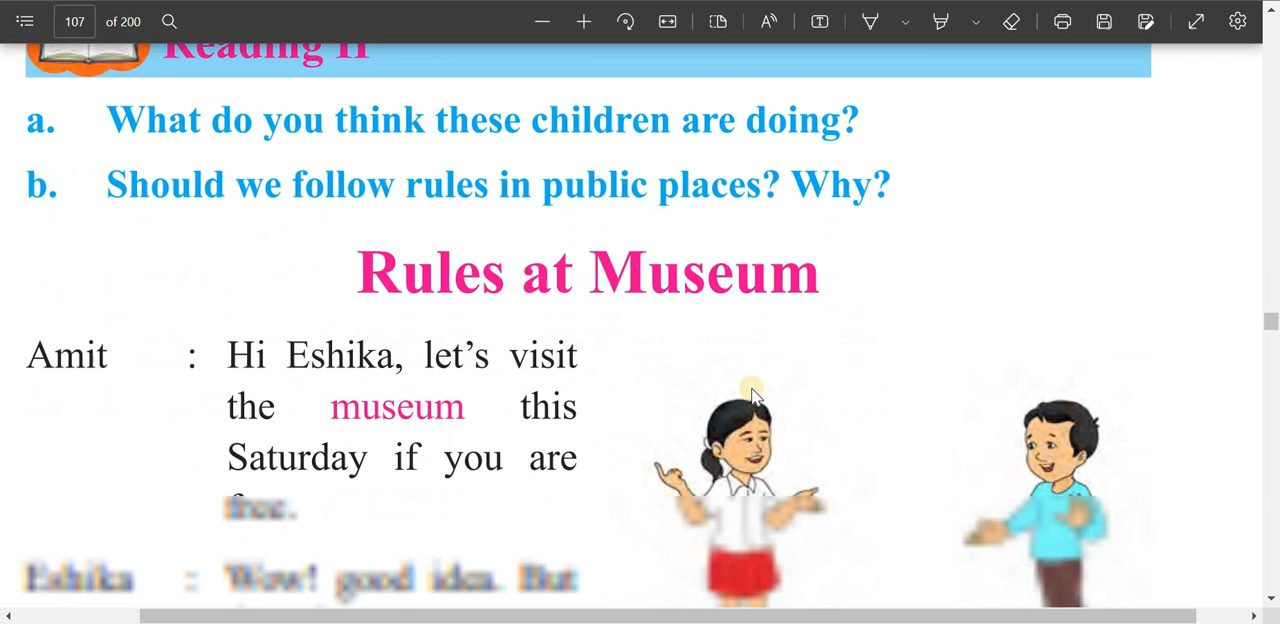 107 of 200
Reading II
a. What do you think these children are doing?
b. Should we follow rules in public places? Why?
Rules at Museum
Amit : Hi Eshika, let's visit
the museum this
Saturday if you are
free.
Eshika : Wow! good idea. But